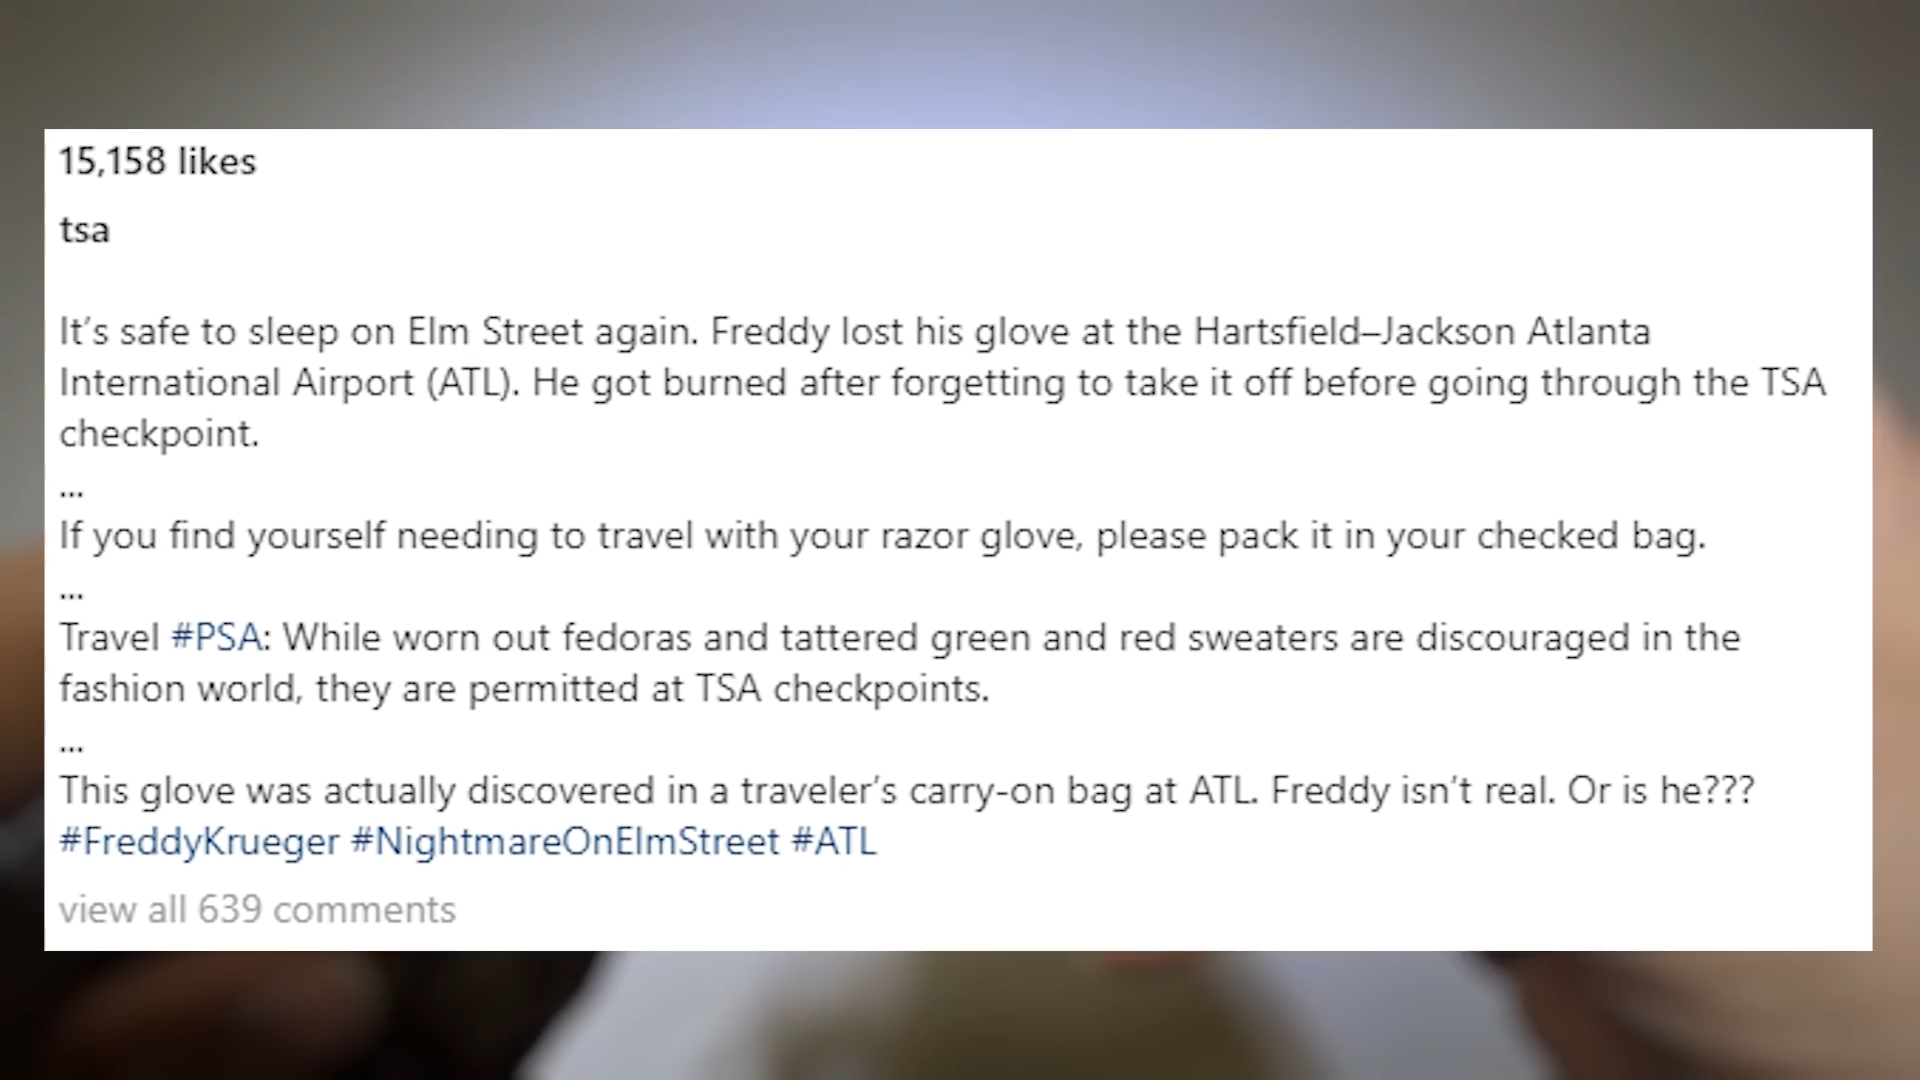 15,158 likes
tsa
It’s safe to sleep on Elm Street again. Freddy lost his glove at the Hartsfield–Jackson Atlanta
International Airport (ATL). He got burned after forgetting to take it off before going through the TSA
checkpoint.
...
If you find yourself needing to travel with your razor glove, please pack it in your checked bag.
...
Travel #PSA: While worn out fedoras and tattered green and red sweaters are discouraged in the
fashion world, they are permitted at TSA checkpoints.
...
This glove was actually discovered in a traveler’s carry-on bag at ATL. Freddy isn’t real. Or is he???
#FreddyKrueger #NightmareOnElmStreet #ATL
view all 639 comments